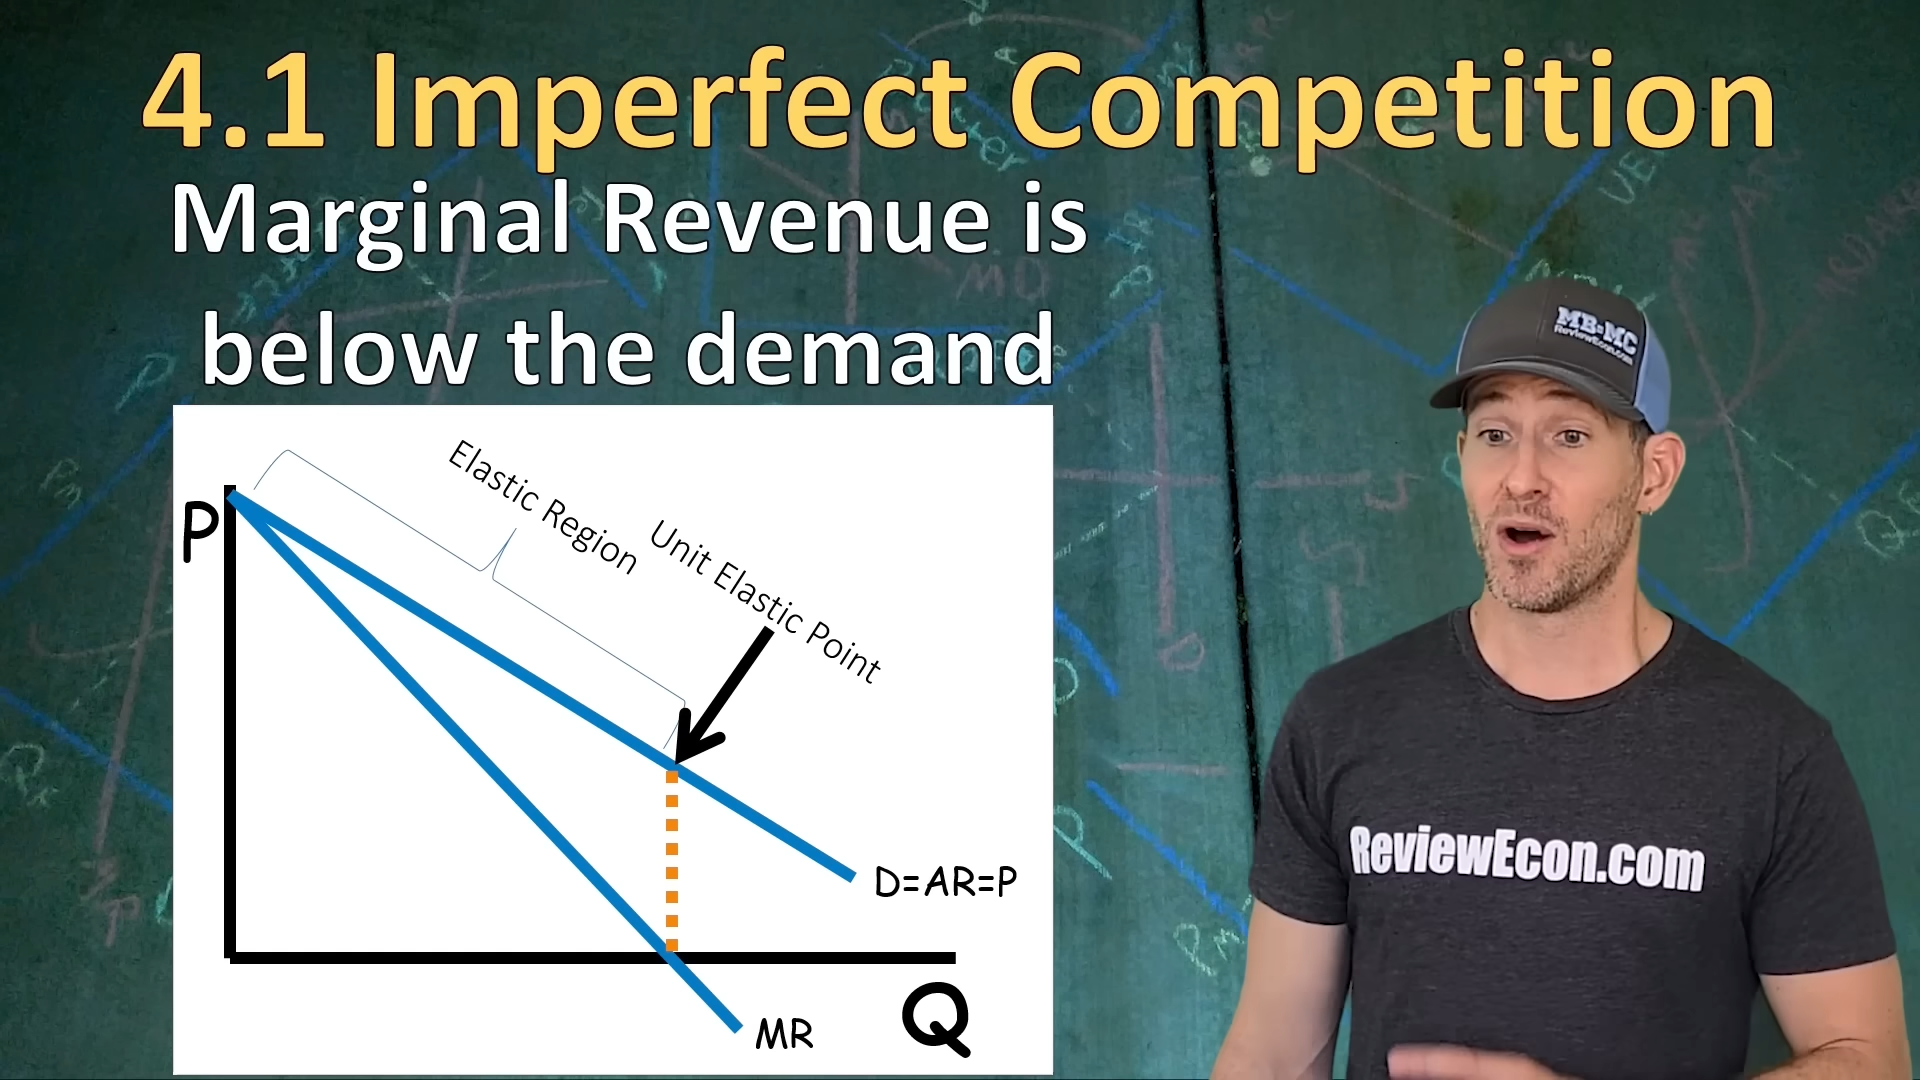 4.1 Imperfect Competition
Marginal Revenue is
below the demand
Elastic Region
Unit Elastic Point
P
D=AR=P
Q
MR
MB=MC
ReviewEcon.com
ReviewEcon.com